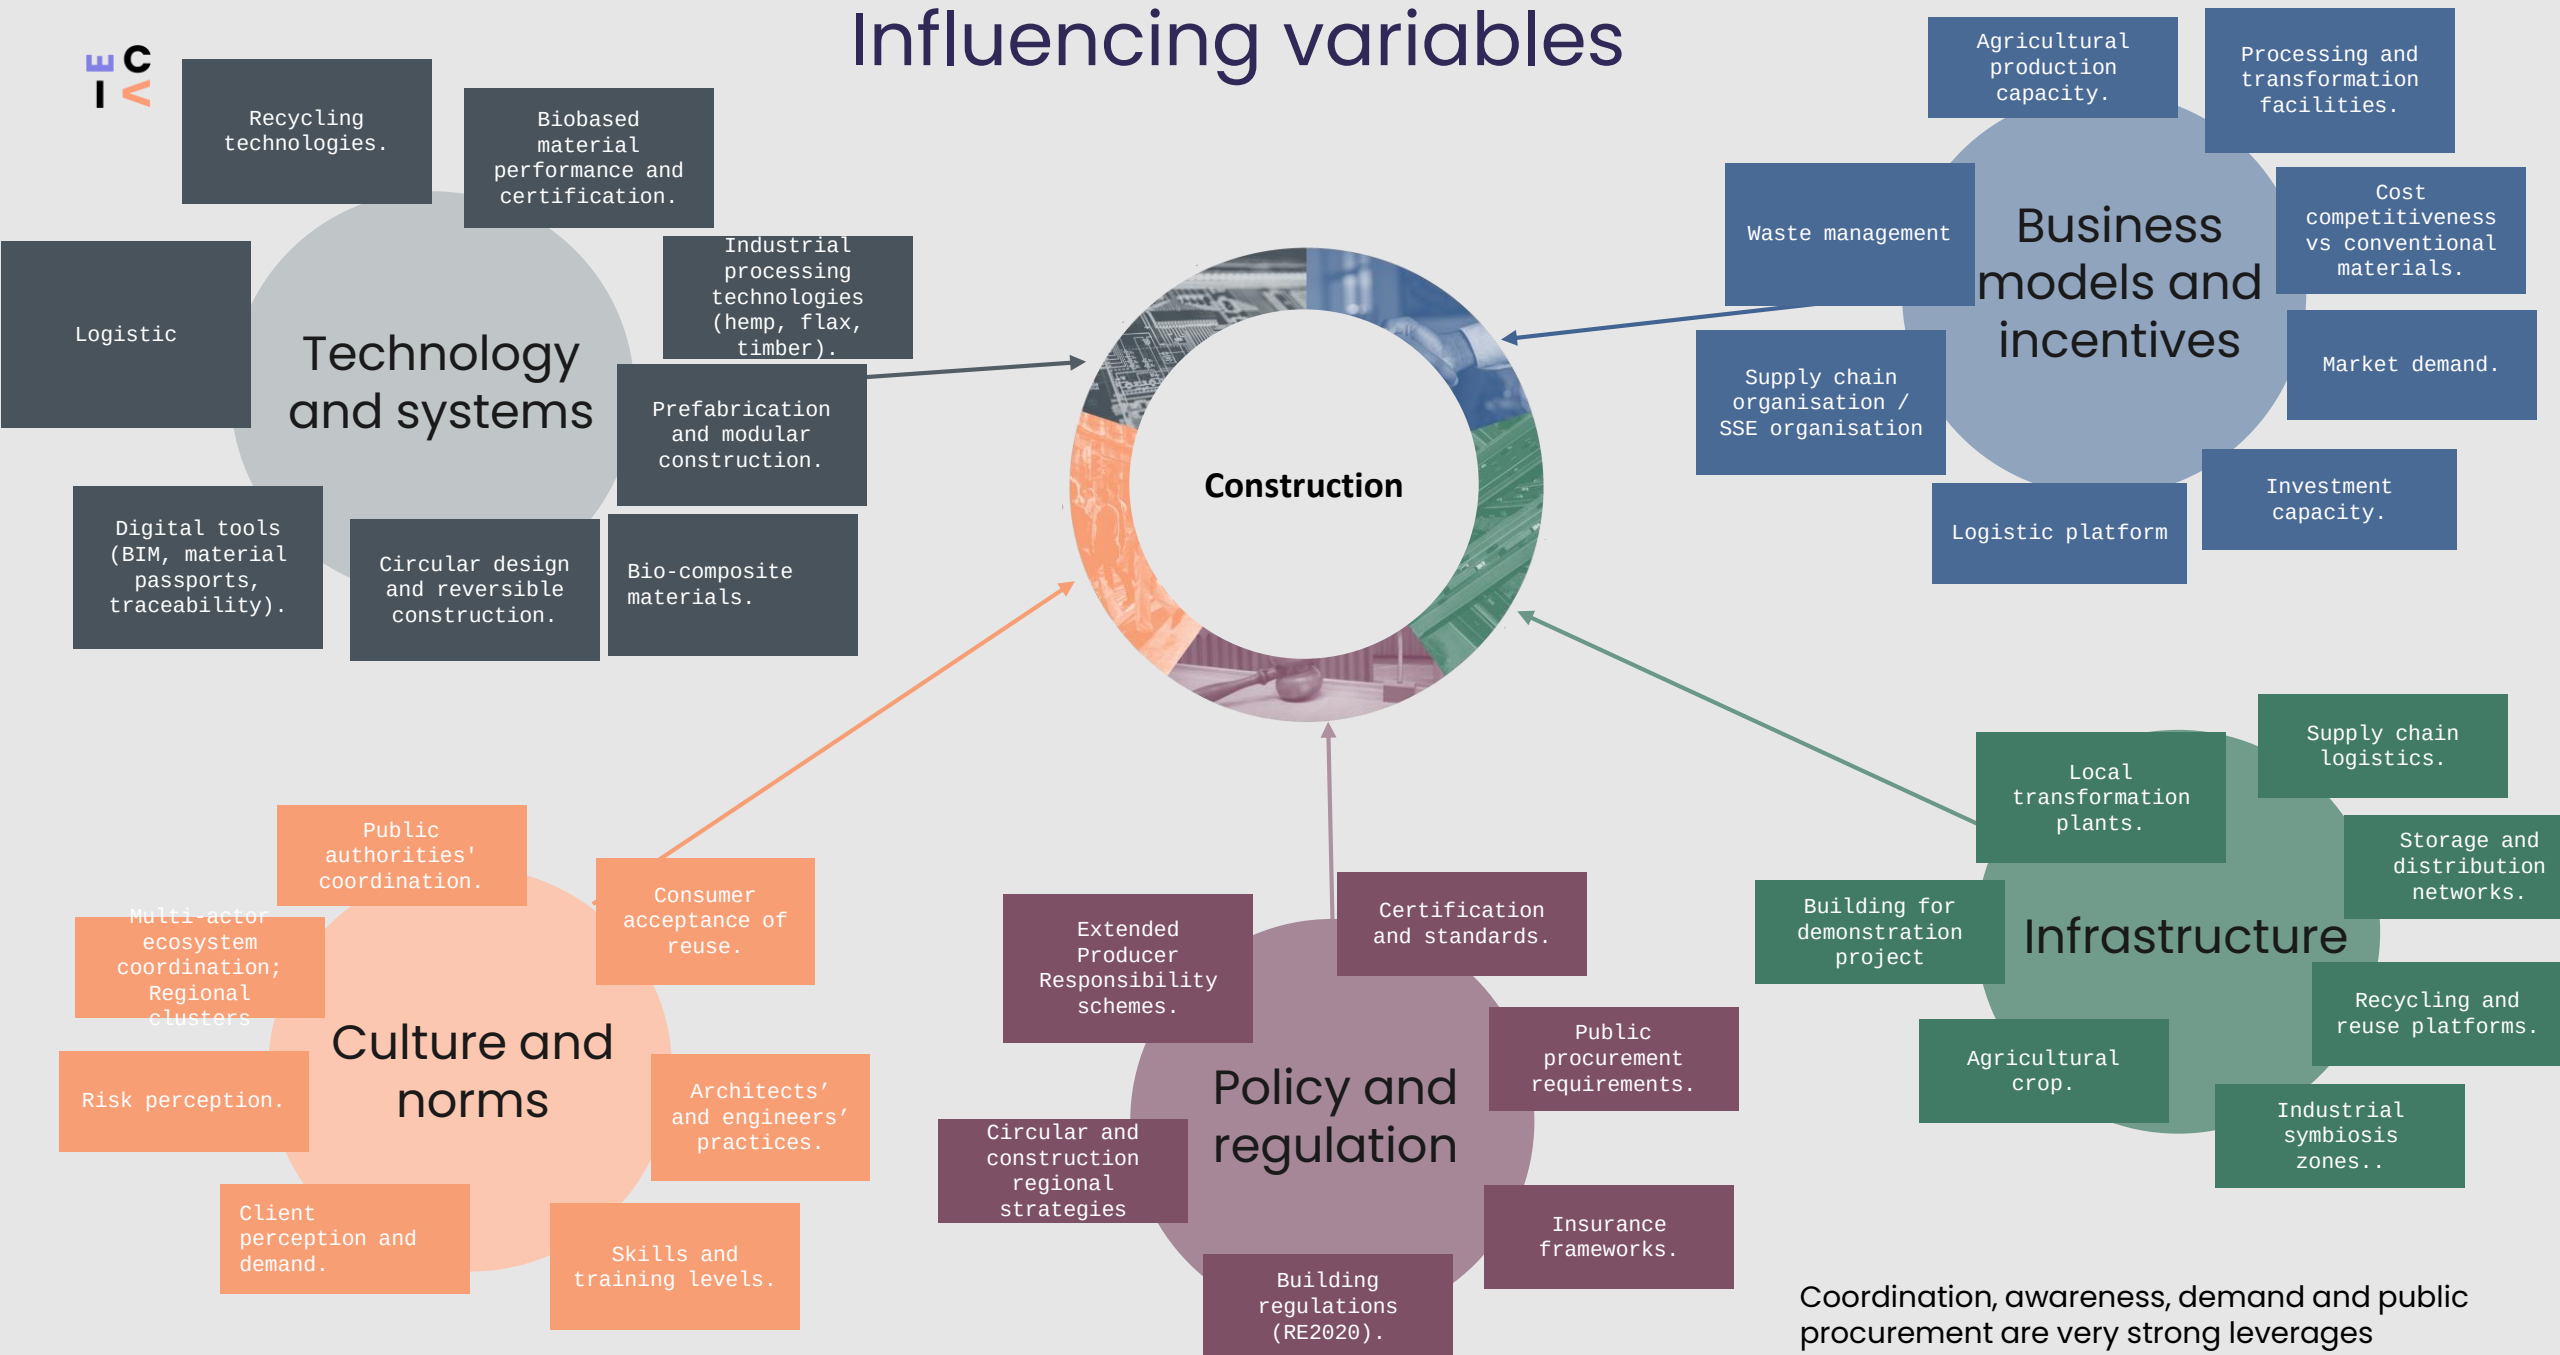 Influencing variables
E C
I V
Recycling
technologies.
Biobased
material
performance and
certification.
Industrial
processing
technologies
(hemp, flax,
timber).
Logistic
Technology
and systems
Prefabrication
and modular
construction.
Digital tools
(BIM, material
passports,
traceability).
Circular design
and reversible
construction.
Bio-composite
materials.
Construction
Agricultural
production
capacity.
Processing and
transformation
facilities.
Waste management
Business
models and
incentives
Cost
competitiveness
vs conventional
materials.
Supply chain
organisation /
SSE organisation
Market demand.
Logistic platform
Investment
capacity.
Public
authorities'
coordination.
Consumer
acceptance of
reuse.
Multi-actor
ecosystem
coordination;
Regional
clusters
Culture and
norms
Risk perception.
Architects’
and engineers’
practices.
Client
perception and
demand.
Skills and
training levels.
Extended
Producer
Responsibility
schemes.
Certification
and standards.
Policy and
regulation
Public
procurement
requirements.
Circular and
construction
regional
strategies
Insurance
frameworks.
Building
regulations
(RE2020).
Local
transformation
plants.
Supply chain
logistics.
Storage and
distribution
networks.
Building for
demonstration
project
Infrastructure
Recycling and
reuse platforms.
Agricultural
crop.
Industrial
symbiosis
zones..
Coordination, awareness, demand and public
procurement are very strong leverages